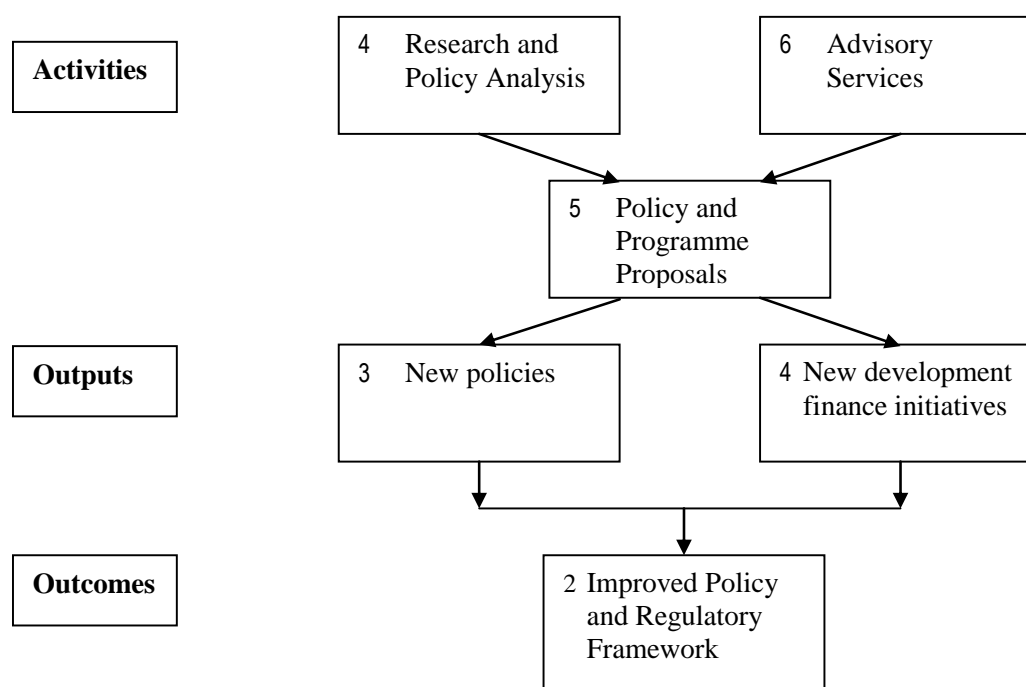 Activities
4 Research and
Policy Analysis
6 Advisory
Services
5 Policy and
Programme
Proposals
Outputs
3 New policies
4 New development
finance initiatives
Outcomes
2 Improved Policy
and Regulatory
Framework